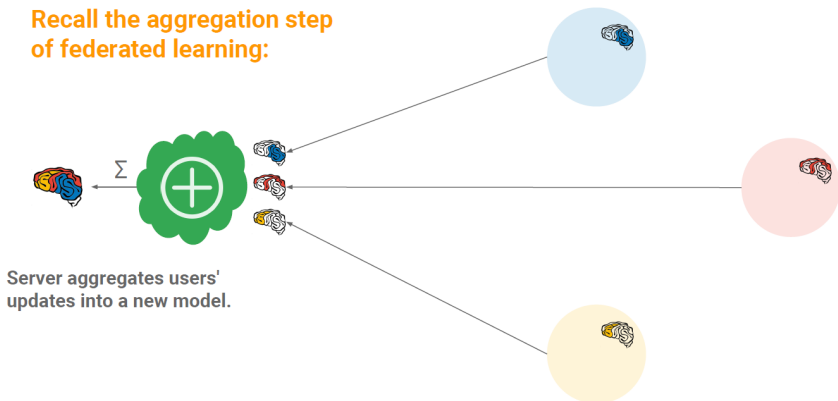 Recall the aggregation step
of federated learning:
Σ
Server aggregates users'
updates into a new model.